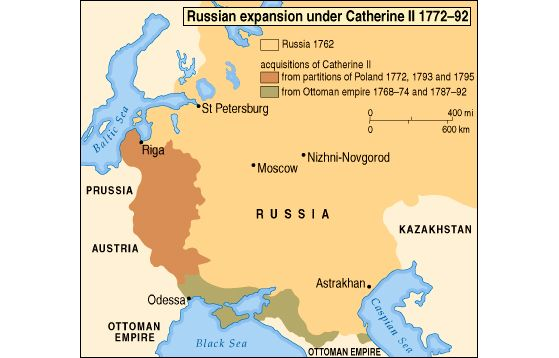 Russian expansion under Catherine II 1772–92
Russia 1762
acquisitions of Catherine II
from partitions of Poland 1772, 1793 and 1795
from Ottoman empire 1768–74 and 1787–92
0 400 mi
0 600 km
St Petersburg
Baltic Sea
Riga
Nizhni-Novgorod
Moscow
PRUSSIA
RUSSIA
KAZAKHSTAN
AUSTRIA
Astrakhan
Odessa
Caspian Sea
OTTOMAN
EMPIRE
Black Sea
OTTOMAN EMPIRE